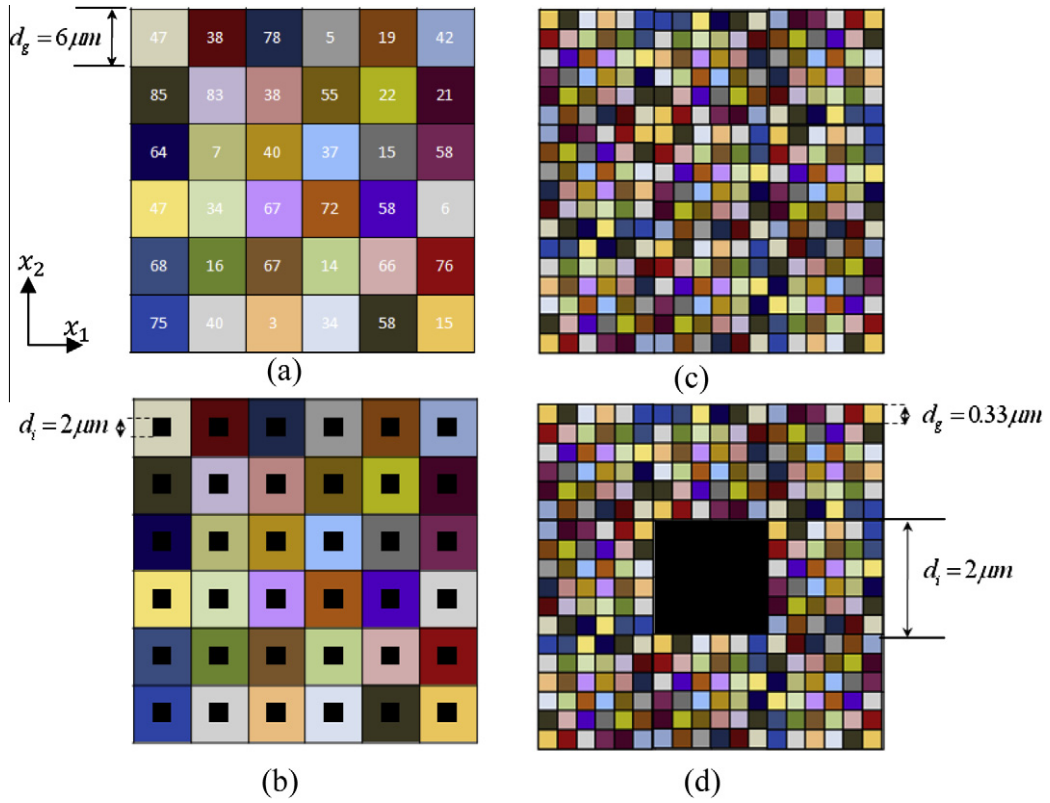 d_g = 6μm
47 38 78 5 19 42
85 83 38 55 22 21
64 7 40 37 15 58
47 34 67 72 58 6
68 16 67 14 66 76
75 40 3 34 58 15
x_2
x_1
(a)
(c)
d_i = 2μm
(b)
d_g = 0.33μm
d_i = 2μm
(d)